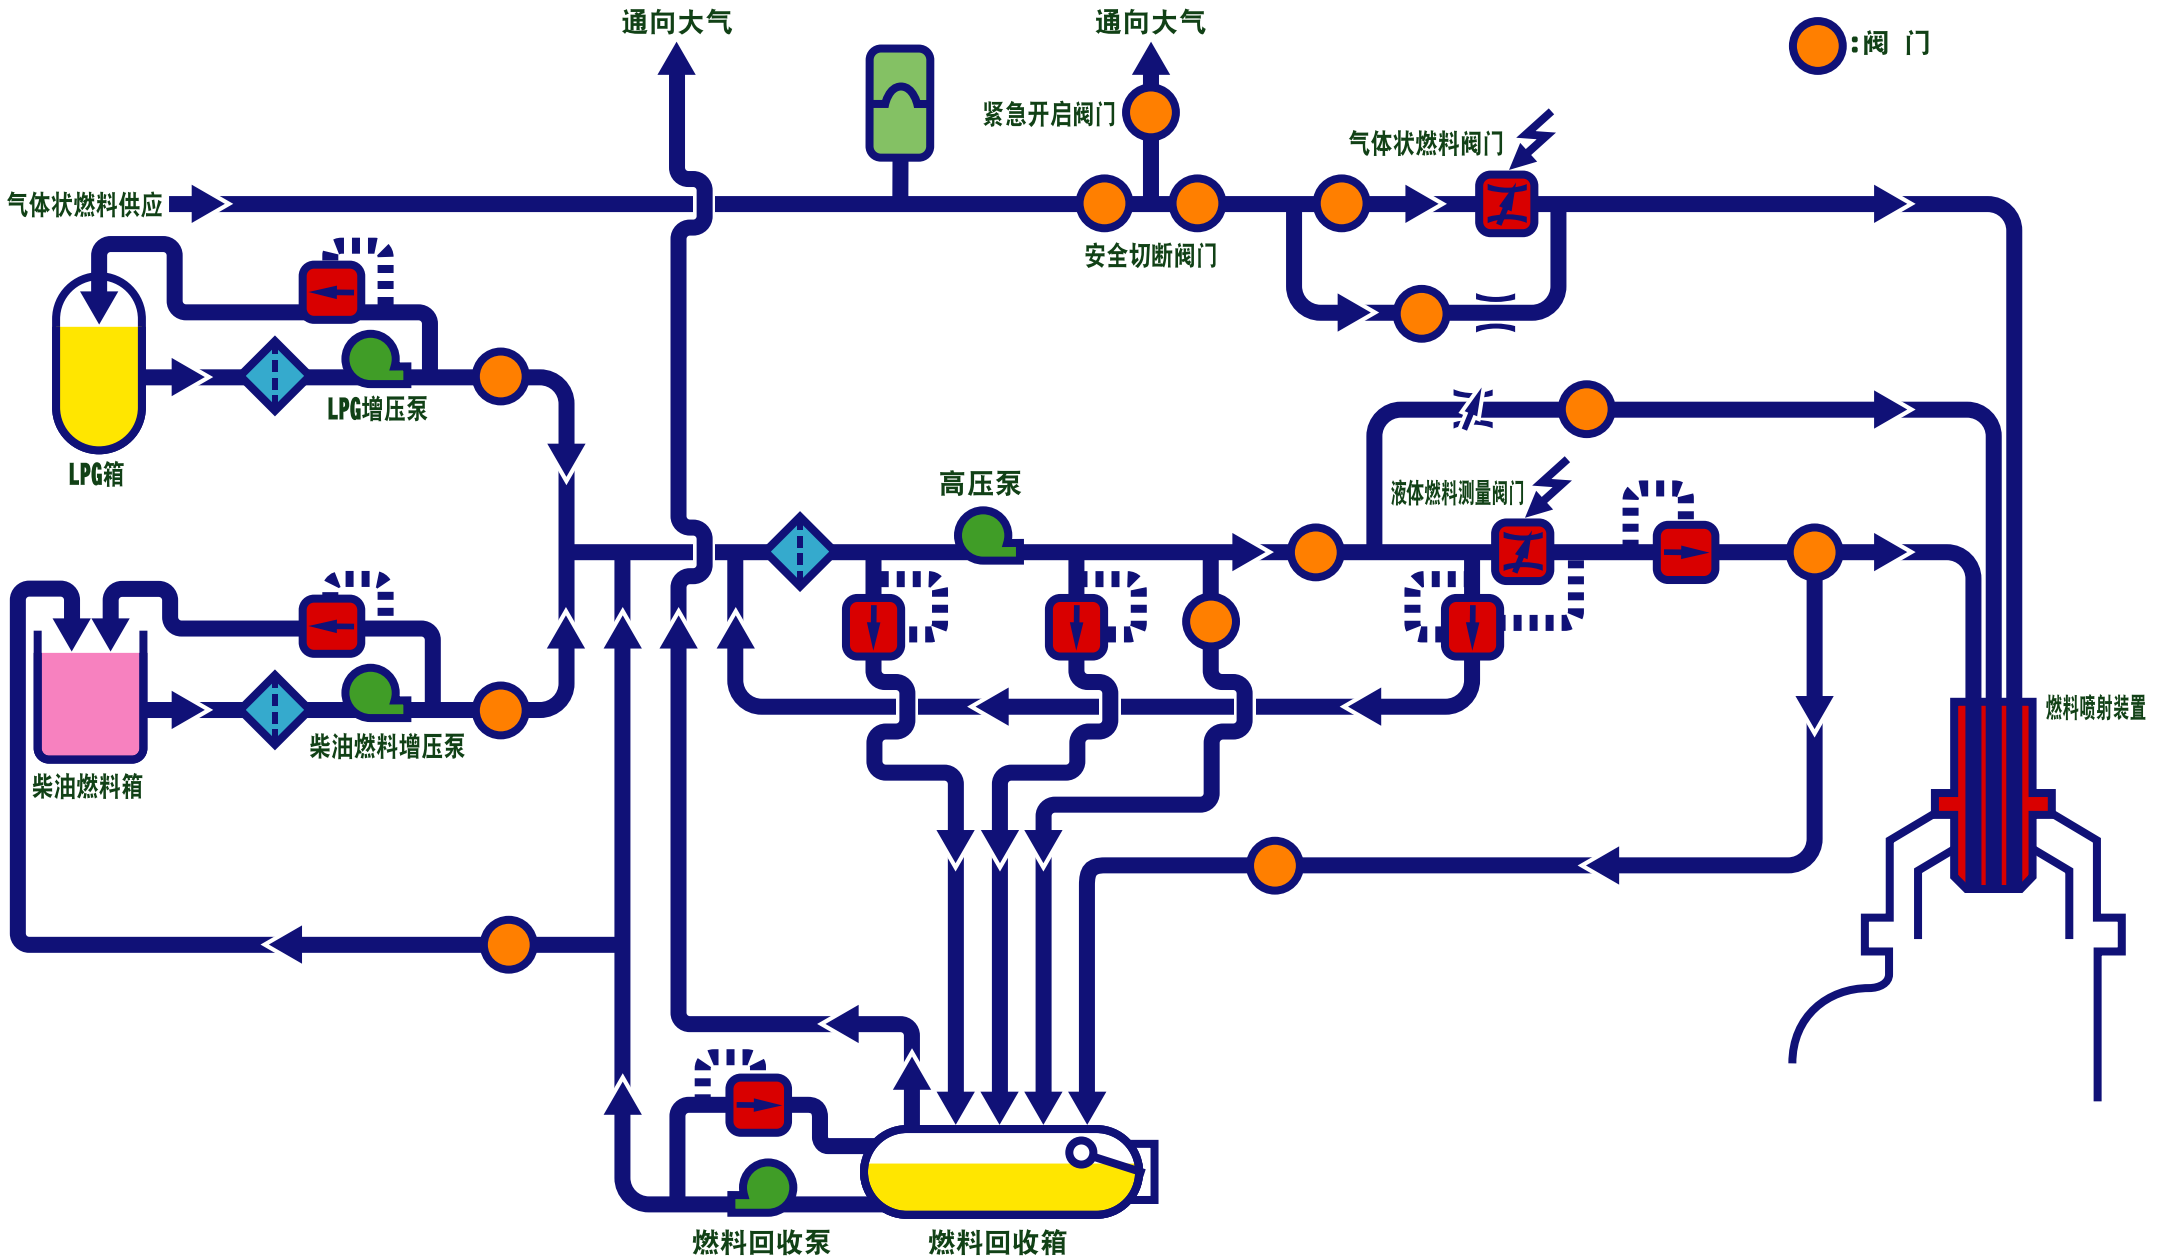 通向大气
通向大气
:阀 门
紧急开启阀门
气体状燃料阀门
气体状燃料供应
安全切断阀门
LPG增压泵
LPG箱
高压泵
液体燃料测量阀门
燃料喷射装置
柴油燃料增压泵
柴油燃料箱
燃料回收泵
燃料回收箱